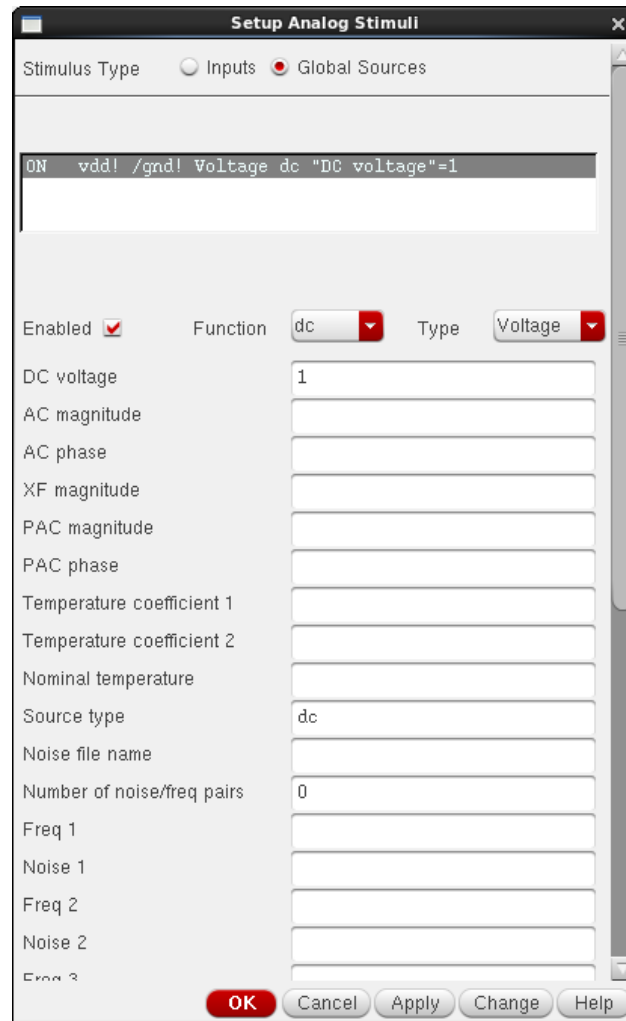 Setup Analog Stimuli
Stimulus Type Inputs Global Sources
ON vdd! /gnd! Voltage dc "DC voltage"=1
Enabled Function dc Type Voltage
DC voltage 1
AC magnitude
AC phase
XF magnitude
PAC magnitude
PAC phase
Temperature coefficient 1
Temperature coefficient 2
Nominal temperature
Source type dc
Noise file name
Number of noise/freq pairs 0
Freq 1
Noise 1
Freq 2
Noise 2
Freq 3
OK Cancel Apply Change Help